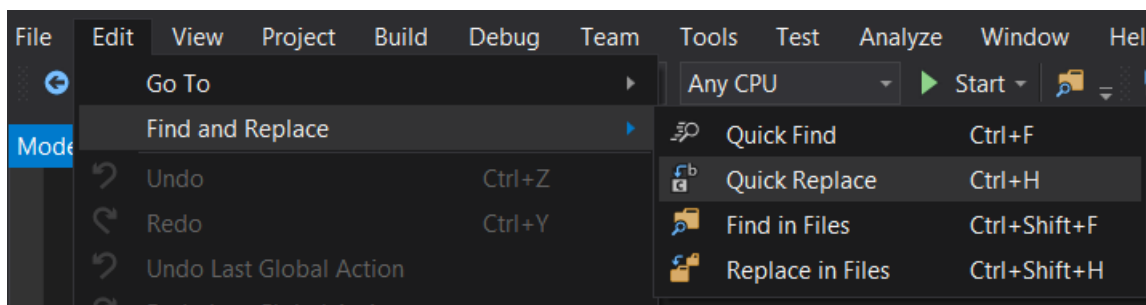 File Edit View Project Build Debug Team Tools Test Analyze Window Hel
Go To Any CPU Start
Find and Replace
Mode
Quick Find Ctrl+F
Undo Ctrl+Z Quick Replace Ctrl+H
Redo Ctrl+Y Find in Files Ctrl+Shift+F
Undo Last Global Action Replace in Files Ctrl+Shift+H